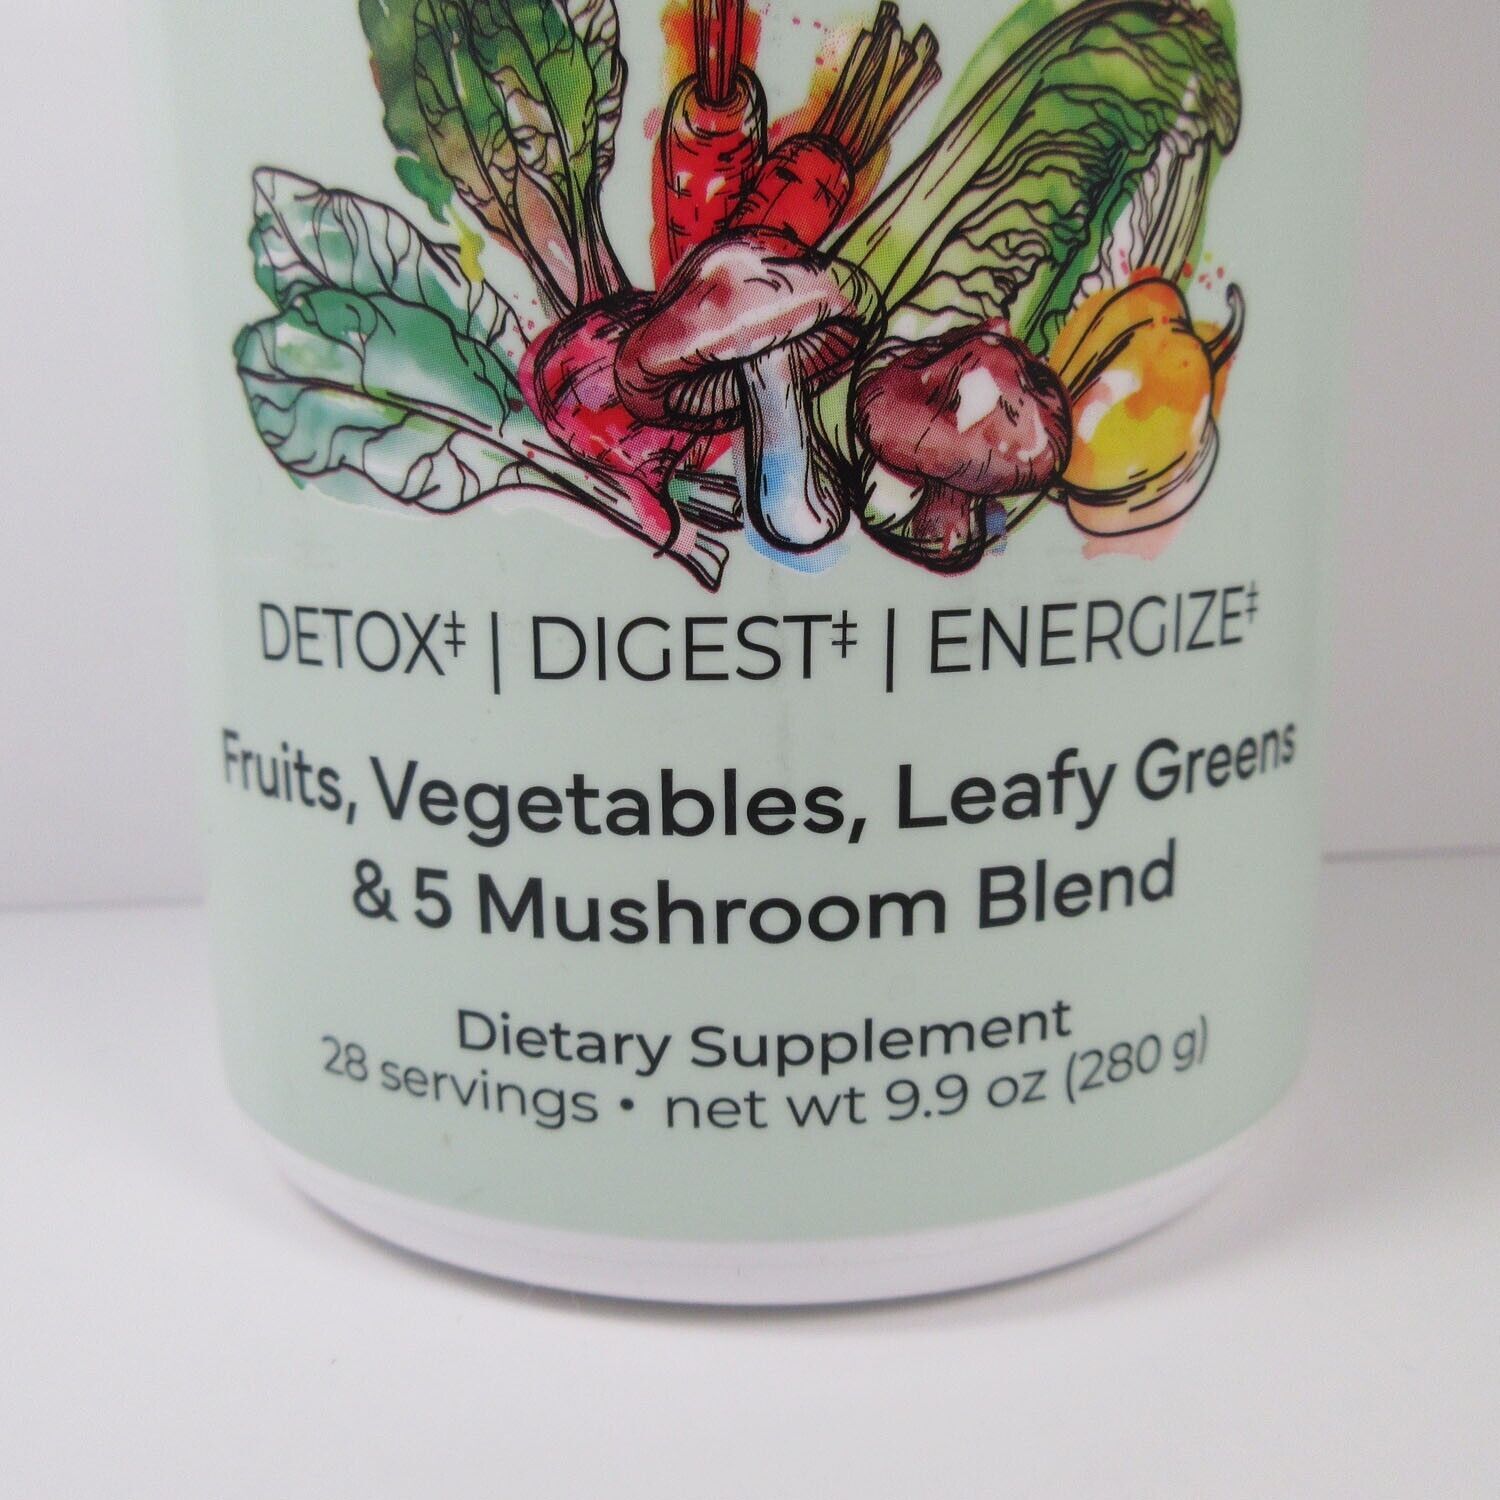 DETOX‡ | DIGEST‡ | ENERGIZE‡
Fruits, Vegetables, Leafy Greens
& 5 Mushroom Blend
Dietary Supplement
28 servings • net wt 9.9 oz (280 g)